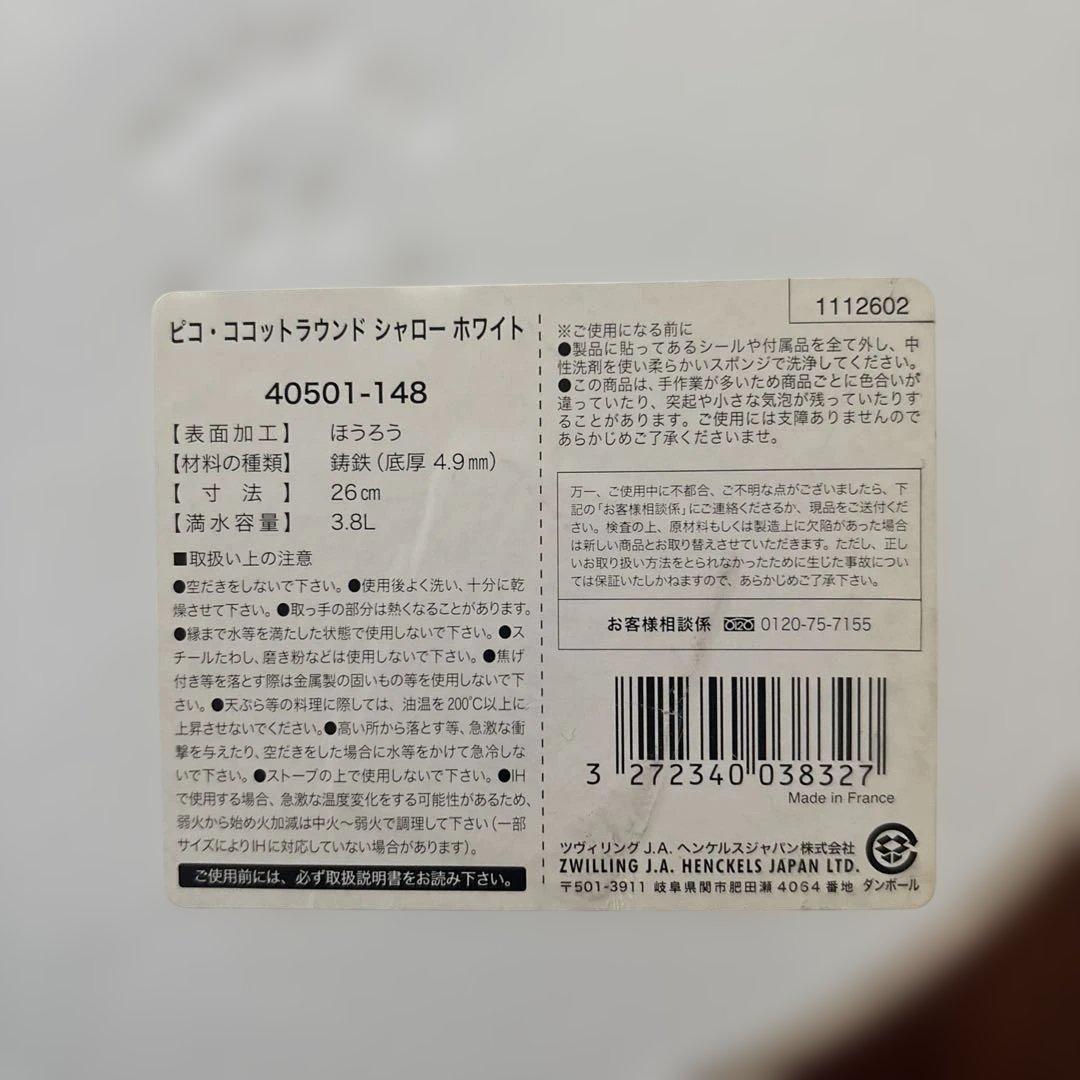 ピコ・ココットラウンド シャロー ホワイト
40501-148
【表面加工】 ほうろう
【材料の種類】 鋳鉄(底厚 4.9㎜)
【 寸 法 】 26㎝
【満水容量】 3.8L
■取扱い上の注意
●空だきをしないで下さい。●使用後よく洗い、十分に乾
燥させて下さい。●取っ手の部分は熱くなることがあります。
●縁まで水等を満たした状態で使用しないで下さい。●ス
チールたわし、磨き粉などは使用しないで下さい。●焦げ
付き等を落とす際は金属製の固いもの等を使用しないで下
さい。●天ぷら等の料理に際しては、油温を200℃以上に
上昇させないでください。●高い所から落とす等、急激な衝
撃を与えたり、空だきをした場合に水等をかけて急冷しな
いで下さい。●ストーブの上で使用しないで下さい。●IH
で使用する場合、急激な温度変化をする可能性があるため、
弱火から始め火加減は中火～弱火で調理して下さい(一部
サイズによりIHに対応していない場合があります)。
ご使用前には、必ず取扱説明書をお読み下さい。
1112602
※ご使用になる前に
●製品に貼ってあるシールや付属品を全て外し、中
性洗剤を使い柔らかいスポンジで洗浄してください。
●この商品は、手作業が多いため商品ごとに色合いが
違っていたり、突起や小さな気泡が残っていたりす
ることがあります。ご使用には支障ありませんので
あらかじめご了承くださいませ。
万一、ご使用中に不都合、ご不明な点がございましたら、下
記の「お客様相談係」にご連絡くださるか、現品をご送付くださ
い。検査の上、原材料もしくは製造上に欠陥があった場合
は新しい商品とお取り替えさせていただきます。ただし、正し
いお取り扱い方法をとられなかったために生じた事故につい
ては保証いたしかねますので、あらかじめご了承下さい。
お客様相談係 0120-75-7155
3 272340 038327
Made in France
ツヴィリング J.A. ヘンケルスジャパン株式会社
ZWILLING J.A. HENCKELS JAPAN LTD.
〒501-3911 岐阜県関市肥田瀬 4064 番地
ダンボール